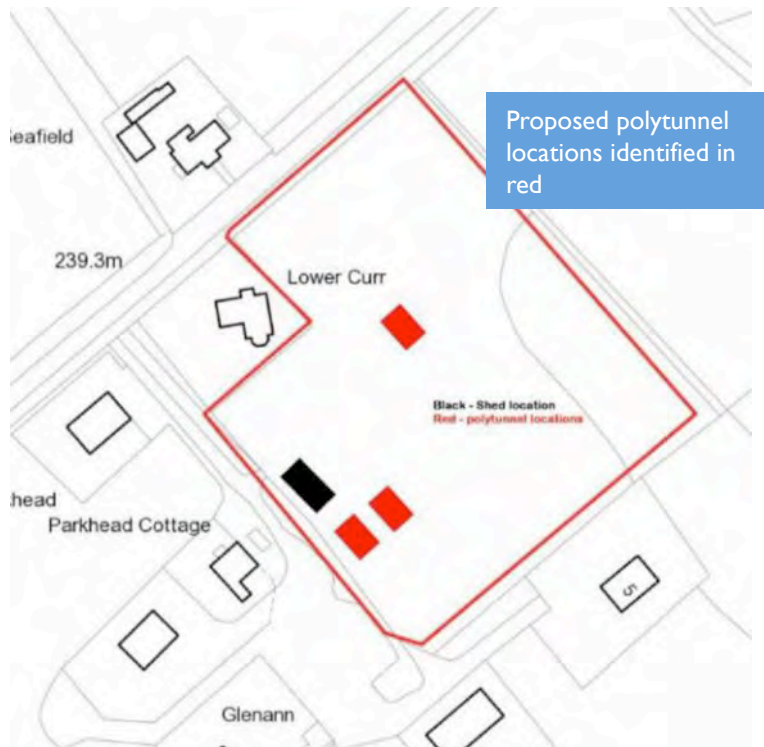 Proposed polytunnel
locations identified in
red
eafield
239.3m
Lower Curr
Black - Shed location
Red - polytunnel locations
head
Parkhead Cottage
5
Glenann